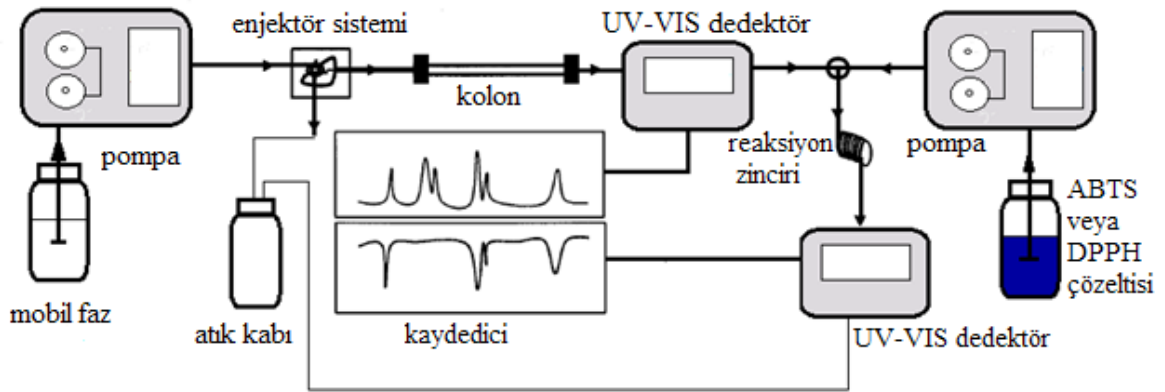 enjektör sistemi
UV-VIS dedektör
pompa
kolon
reaksiyon
zinciri
pompa
ABTS
veya
DPPH
çözeltisi
mobil faz
atık kabı
kaydedici
UV-VIS dedektör